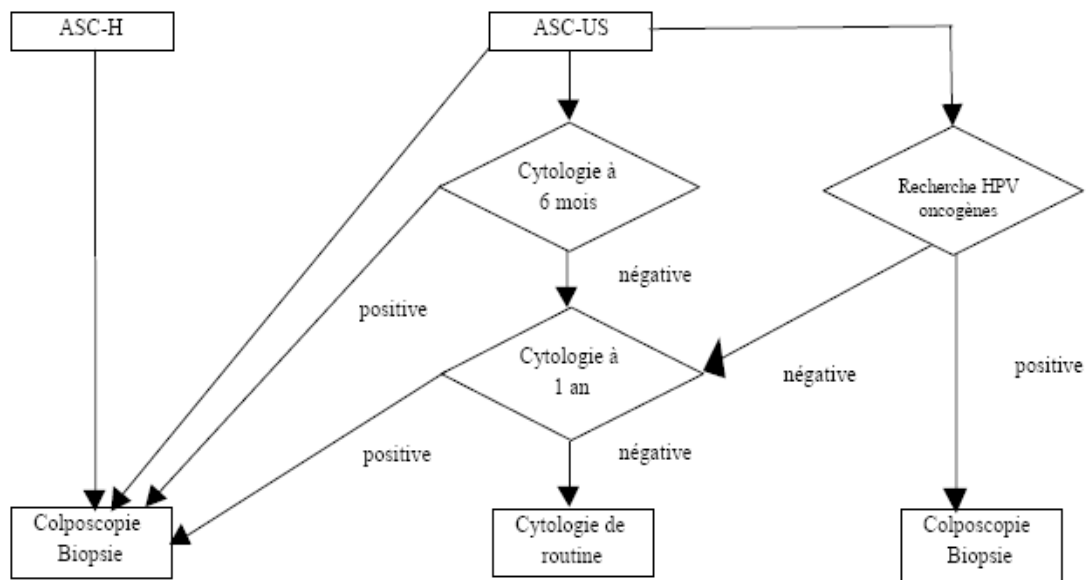 ASC-H
ASC-US
Cytologie à
6 mois
Recherche HPV
oncogènes
négative
positive
Cytologie à
1 an
négative
positive
positive
négative
Colposcopie
Biopsie
Cytologie de
routine
Colposcopie
Biopsie